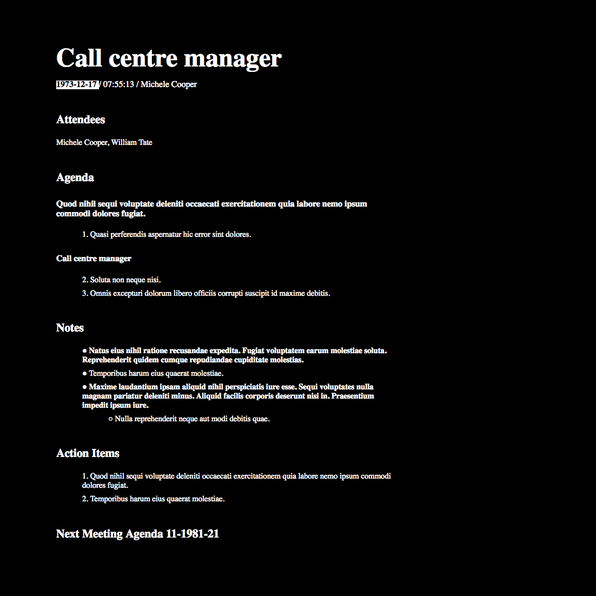 Call centre manager
1973-12-17 / 07:55:13 / Michele Cooper
Attendees
Michele Cooper, William Tate
Agenda
Quod nihil sequi voluptate deleniti occaecati exercitationem quia labore nemo ipsum
commodi dolores fugiat.
1. Quasi perferendis aspernatur hic error sint dolores.
Call centre manager
2. Soluta non neque nisi.
3. Omnis excepturi dolorum libero officiis corrupti suscipit id maxime debitis.
Notes
● Natus eius nihil ratione recusandae expedita. Fugiat voluptatem earum molestiae soluta.
Reprehenderit quidem cumque repudiandae cupiditate molestias.
● Temporibus harum eius quaerat molestiae.
● Maxime laudantium ipsam aliquid nihil perspiciatis iure esse. Sequi voluptates nulla
magnam pariatur deleniti minus. Aliquid facilis corporis deserunt nisi in. Praesentium
impedit ipsum iure.
○ Nulla reprehenderit neque aut modi debitis quae.
Action Items
1. Quod nihil sequi voluptate deleniti occaecati exercitationem quia labore nemo ipsum commodi
dolores fugiat.
2. Temporibus harum eius quaerat molestiae.
Next Meeting Agenda 11-1981-21